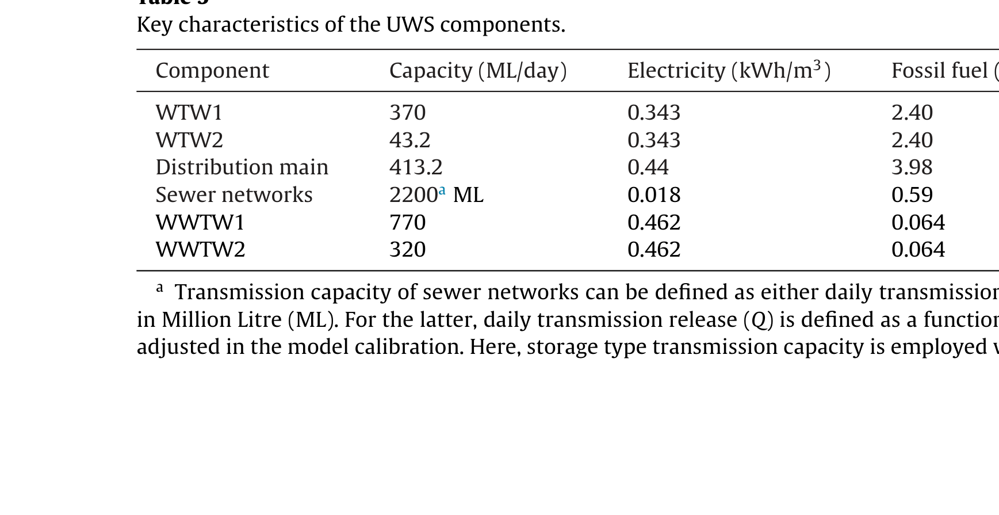 Table 3
Key characteristics of the UWS components.
Component Capacity (ML/day) Electricity (kWh/m³) Fossil fuel (
WTW1 370 0.343 2.40
WTW2 43.2 0.343 2.40
Distribution main 413.2 0.44 3.98
Sewer networks 2200ᵃ ML 0.018 0.59
WWTW1 770 0.462 0.064
WWTW2 320 0.462 0.064
ᵃ Transmission capacity of sewer networks can be defined as either daily transmission
in Million Litre (ML). For the latter, daily transmission release (Q) is defined as a function
adjusted in the model calibration. Here, storage type transmission capacity is employed